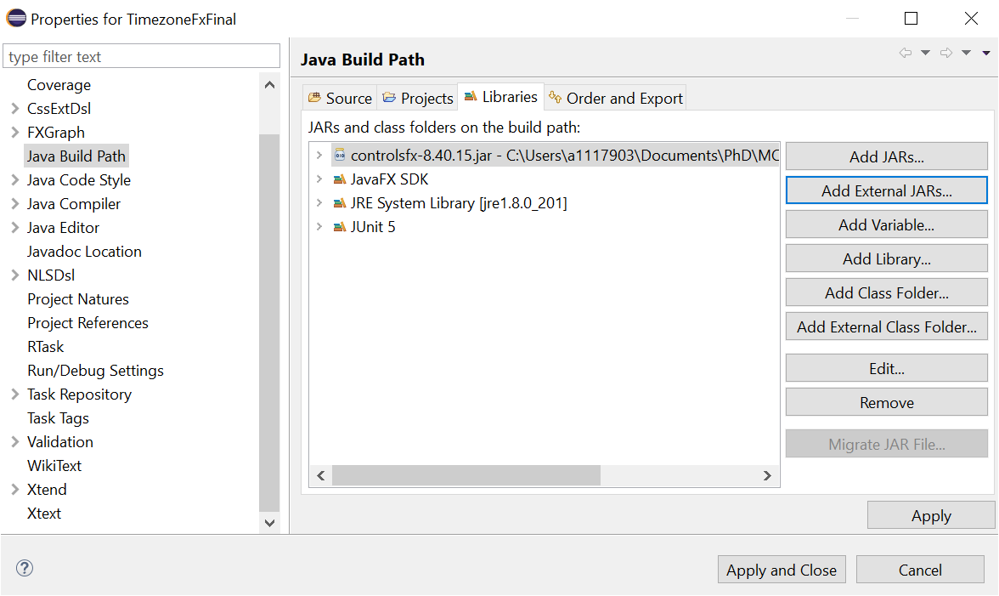 Properties for TimezoneFxFinal
type filter text
Coverage
CssExtDsl
FXGraph
Java Build Path
Java Code Style
Java Compiler
Java Editor
Javadoc Location
NLSDsl
Project Natures
Project References
RTask
Run/Debug Settings
Task Repository
Task Tags
Validation
WikiText
Xtend
Xtext
Java Build Path
Source Projects Libraries Order and Export
JARs and class folders on the build path:
controlsfx-8.40.15.jar - C:\Users\a1117903\Documents\PhD\MC
JavaFX SDK
JRE System Library [jre1.8.0_201]
JUnit 5
Add JARs...
Add External JARs...
Add Variable...
Add Library...
Add Class Folder...
Add External Class Folder...
Edit...
Remove
Migrate JAR File...
Apply
?
Apply and Close
Cancel